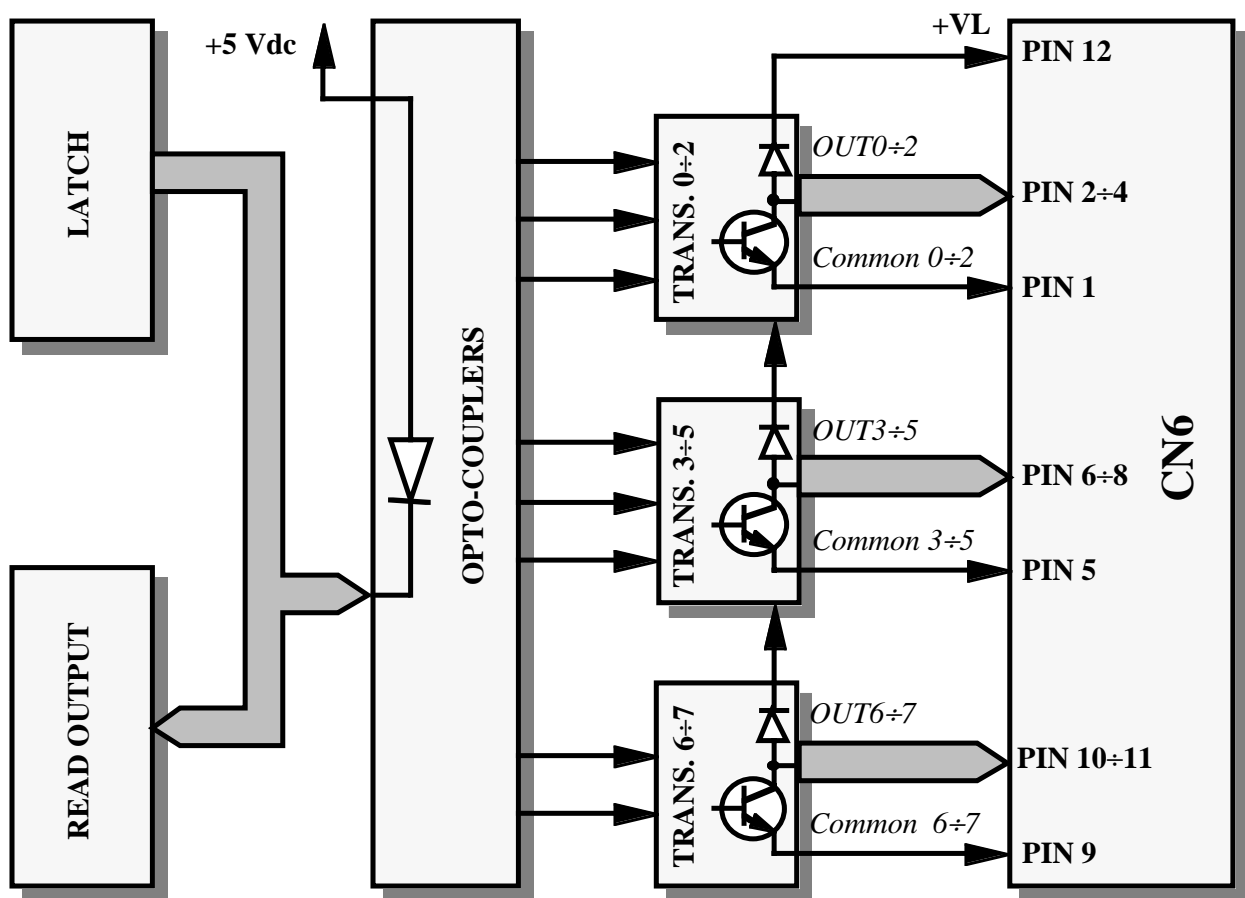 LATCH
READ OUTPUT
+5 Vdc
OPTO-COUPLERS
TRANS. 0÷2
OUT0÷2
Common 0÷2
TRANS. 3÷5
OUT3÷5
Common 3÷5
TRANS. 6÷7
OUT6÷7
Common 6÷7
+VL
PIN 12
PIN 2÷4
PIN 1
PIN 6÷8
PIN 5
PIN 10÷11
PIN 9
CN6